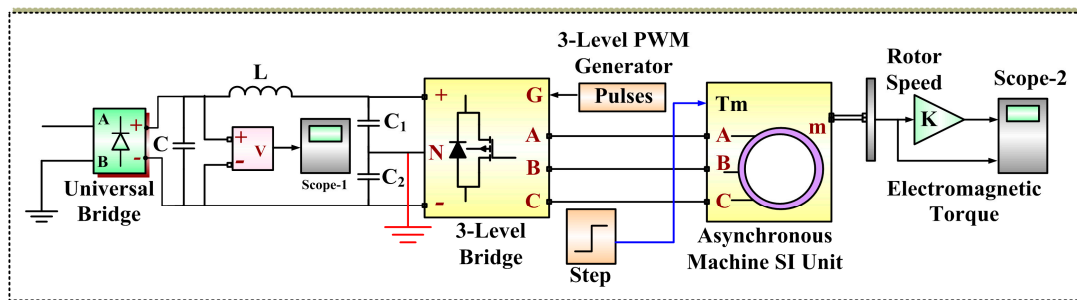 3-Level PWM
Generator
Rotor
Speed
Scope-2
L
+
G
Pulses
Tm
A
+
C
+
V
C1
A
A
m
K
B
-
-
Scope-1
N
B
B
C2
Universal
Bridge
-
C
C
Electromagnetic
Torque
3-Level
Bridge
Step
Asynchronous
Machine SI Unit